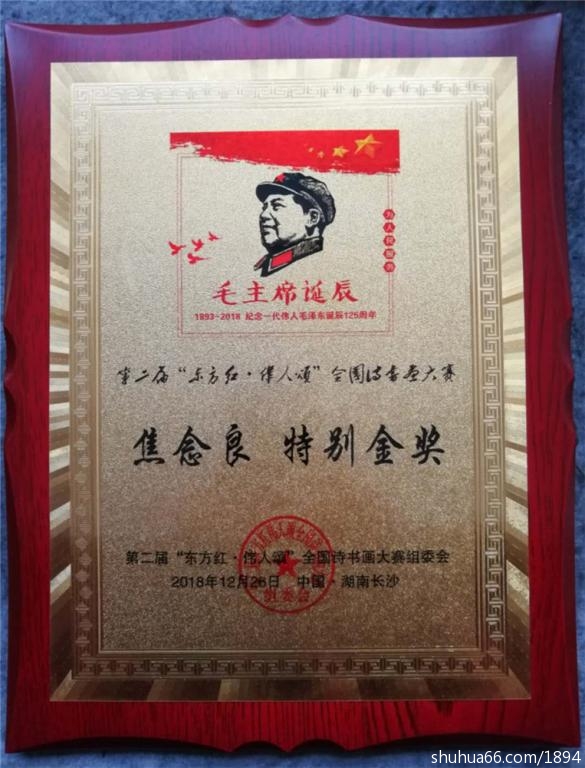 为人民服务
毛主席诞辰
1893-2018 纪念一代伟人毛泽东诞辰125周年
第二届“东方红·偉人頌”全国诗书画大赛
焦念良 特别金奖
第二届“东方红·伟人颂”全国诗书画大赛组委会
2018年12月26日 中国·湖南长沙
组委会
shuhua66.com/1894